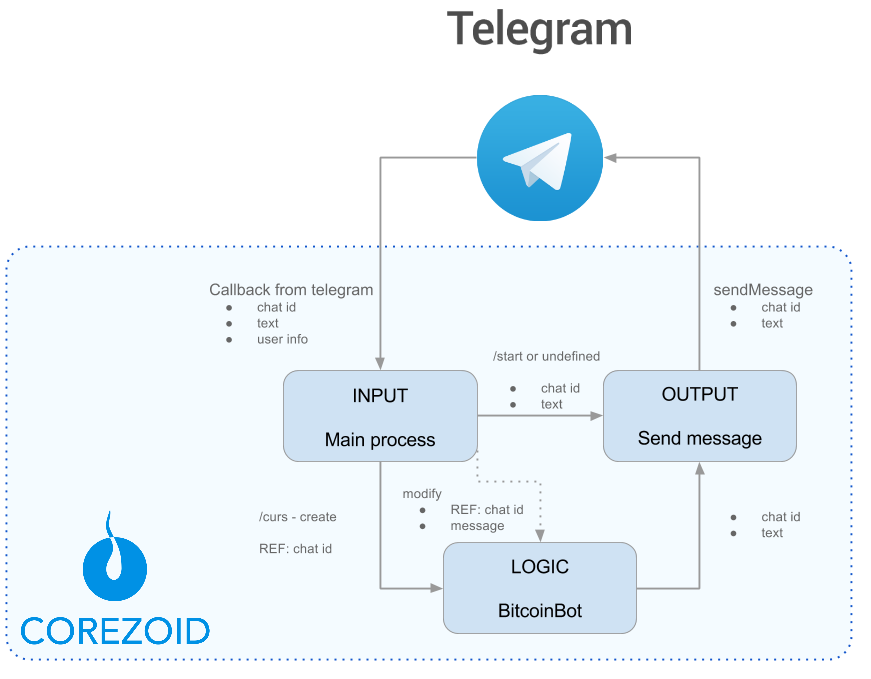 Telegram
Callback from telegram
● chat id
● text
● user info
sendMessage
● chat id
● text
/start or undefined
● chat id
● text
INPUT
Main process
OUTPUT
Send message
/curs - create
REF: chat id
modify
● REF: chat id
● message
● chat id
● text
LOGIC
BitcoinBot
COREZOID